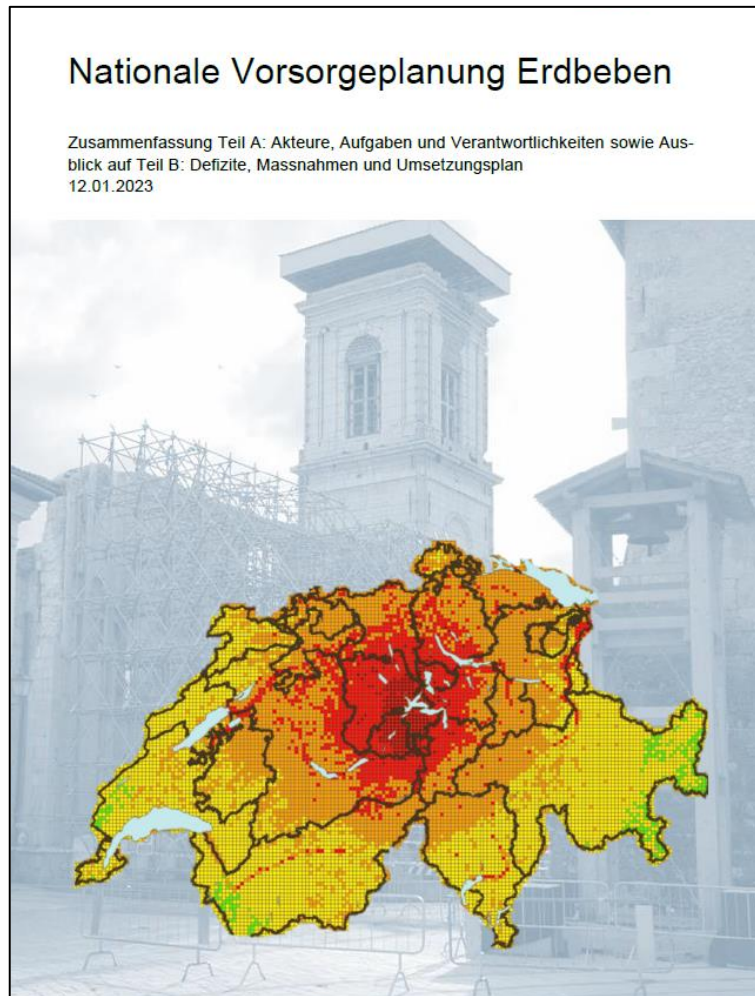 Nationale Vorsorgeplanung Erdbeben
Zusammenfassung Teil A: Akteure, Aufgaben und Verantwortlichkeiten sowie Aus-
blick auf Teil B: Defizite, Massnahmen und Umsetzungsplan
12.01.2023